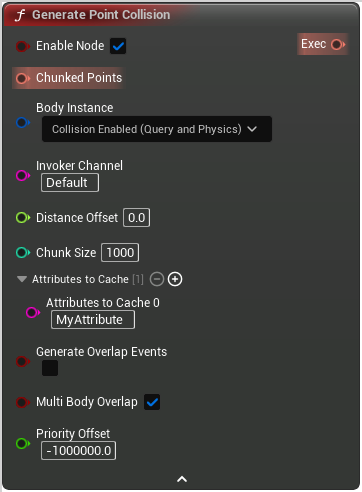 f Generate Point Collision
Enable Node
Exec
Chunked Points
Body Instance
Collision Enabled (Query and Physics)
Invoker Channel
Default
Distance Offset 0.0
Chunk Size 1000
Attributes to Cache [1]
Attributes to Cache 0
MyAttribute
Generate Overlap Events
Multi Body Overlap
Priority Offset
-1000000.0